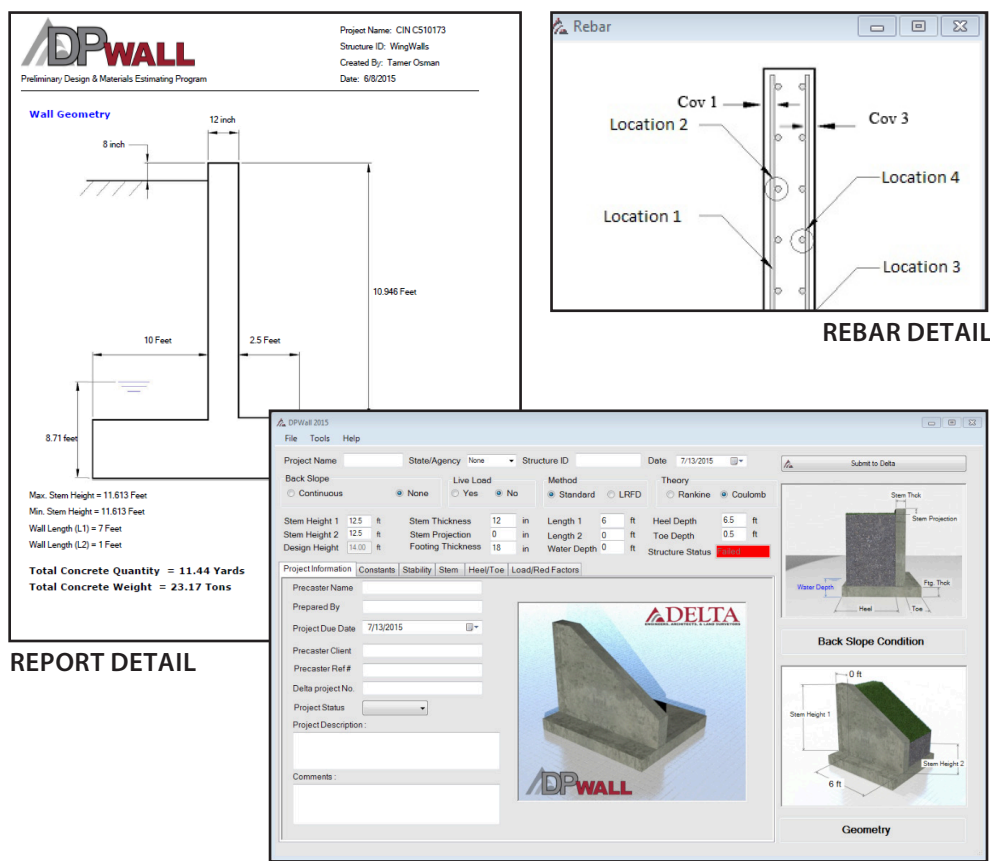 DPWALL
Preliminary Design & Materials Estimating Program
Project Name: CIN C510173
Structure ID: WingWalls
Created By: Tamer Osman
Date: 6/8/2015
Wall Geometry
12 inch
8 inch
10.946 Feet
10 Feet
2.5 Feet
8.71 feet
Max. Stem Height = 11.613 Feet
Min. Stem Height = 11.613 Feet
Wall Length (L1) = 7 Feet
Wall Length (L2) = 1 Feet
Total Concrete Quantity = 11.44 Yards
Total Concrete Weight = 23.17 Tons
REPORT DETAIL
Rebar
Cov 1
Cov 3
Location 2
Location 4
Location 1
Location 3
REBAR DETAIL
DPWall 2015
File Tools Help
Project Name State/Agency None Structure ID Date 7/13/2015
Back Slope Live Load Method Theory
Continuous None Yes No Standard LRFD Rankine Coulomb
Stem Height 1 12.5 ft Stem Thickness 12 in Length 1 6 ft Heel Depth 6.5 ft
Stem Height 2 12.5 ft Stem Projection 0 in Length 2 0 ft Toe Depth 0.5 ft
Design Height 14.00 ft Footing Thickness 18 in Water Depth 0 ft Structure Status Failed
Project Information Constants Stability Stem Heel/Toe Load/Red Factors
Precaster Name
Prepared By
Project Due Date 7/13/2015
Precaster Client
Precaster Ref #
Delta project No.
Project Status
Project Description :
Comments :
DELTA
ENGINEERS, ARCHITECTS, & LAND SURVEYORS
DPWALL
Submit to Delta
Stem Thck
Stem Projection
Water Depth
Ftg. Thck
Heel
Toe
Back Slope Condition
0 ft
Stem Height 1
Stem Height 2
6 ft
Geometry